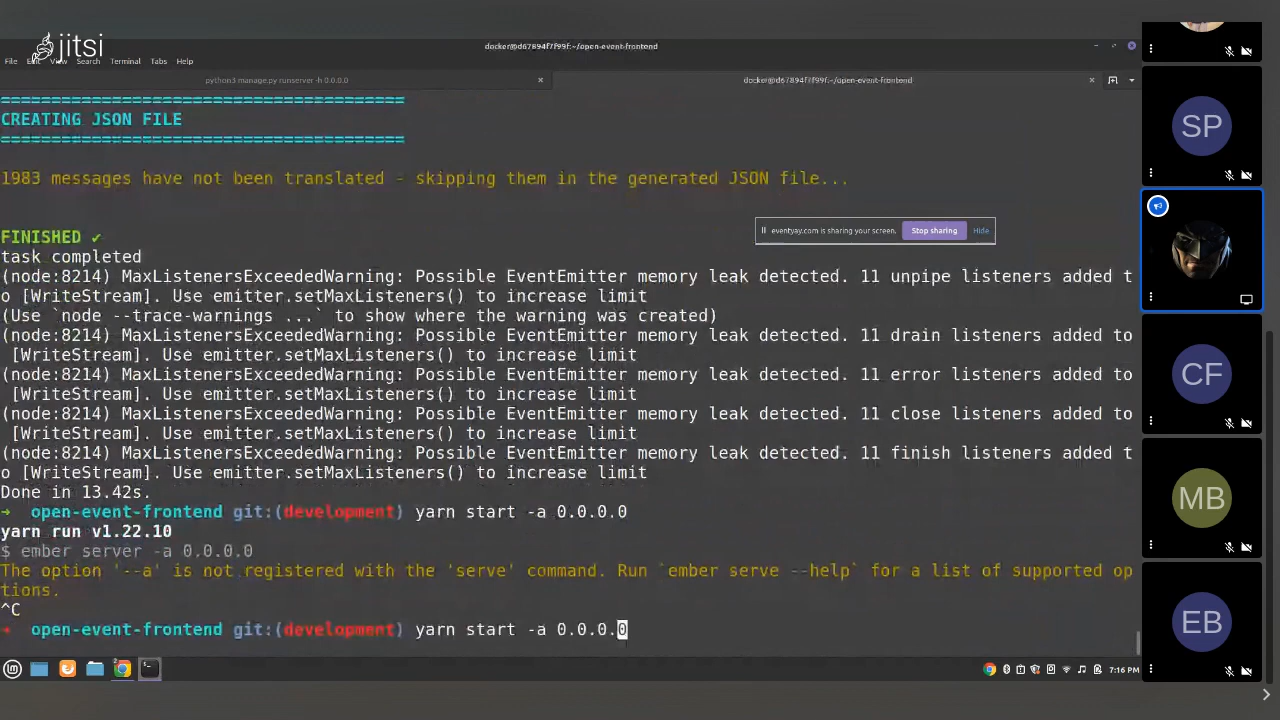 jitsi
docker@d67894f7f99f:~/open-event-frontend
File Edit View Search Terminal Tabs Help
python3 manage.py runserver -h 0.0.0.0
docker@d67894f7f99f:~/open-event-frontend
========================================
CREATING JSON FILE
========================================
1983 messages have not been translated - skipping them in the generated JSON file...
eventyay.com is sharing your screen. Stop sharing Hide
FINISHED ✔
task completed
(node:8214) MaxListenersExceededWarning: Possible EventEmitter memory leak detected. 11 unpipe listeners added t
o [WriteStream]. Use emitter.setMaxListeners() to increase limit
(Use `node --trace-warnings ...` to show where the warning was created)
(node:8214) MaxListenersExceededWarning: Possible EventEmitter memory leak detected. 11 drain listeners added to
[WriteStream]. Use emitter.setMaxListeners() to increase limit
(node:8214) MaxListenersExceededWarning: Possible EventEmitter memory leak detected. 11 error listeners added to
[WriteStream]. Use emitter.setMaxListeners() to increase limit
(node:8214) MaxListenersExceededWarning: Possible EventEmitter memory leak detected. 11 close listeners added to
[WriteStream]. Use emitter.setMaxListeners() to increase limit
(node:8214) MaxListenersExceededWarning: Possible EventEmitter memory leak detected. 11 finish listeners added t
o [WriteStream]. Use emitter.setMaxListeners() to increase limit
Done in 13.42s.
➜ open-event-frontend git:(development) yarn start -a 0.0.0.0
yarn run v1.22.10
$ ember server -a 0.0.0.0
The option '--a' is not registered with the 'serve' command. Run `ember serve --help` for a list of supported op
tions.
^C
➜ open-event-frontend git:(development) yarn start -a 0.0.0.0
7:16 PM
SP
CF
MB
EB